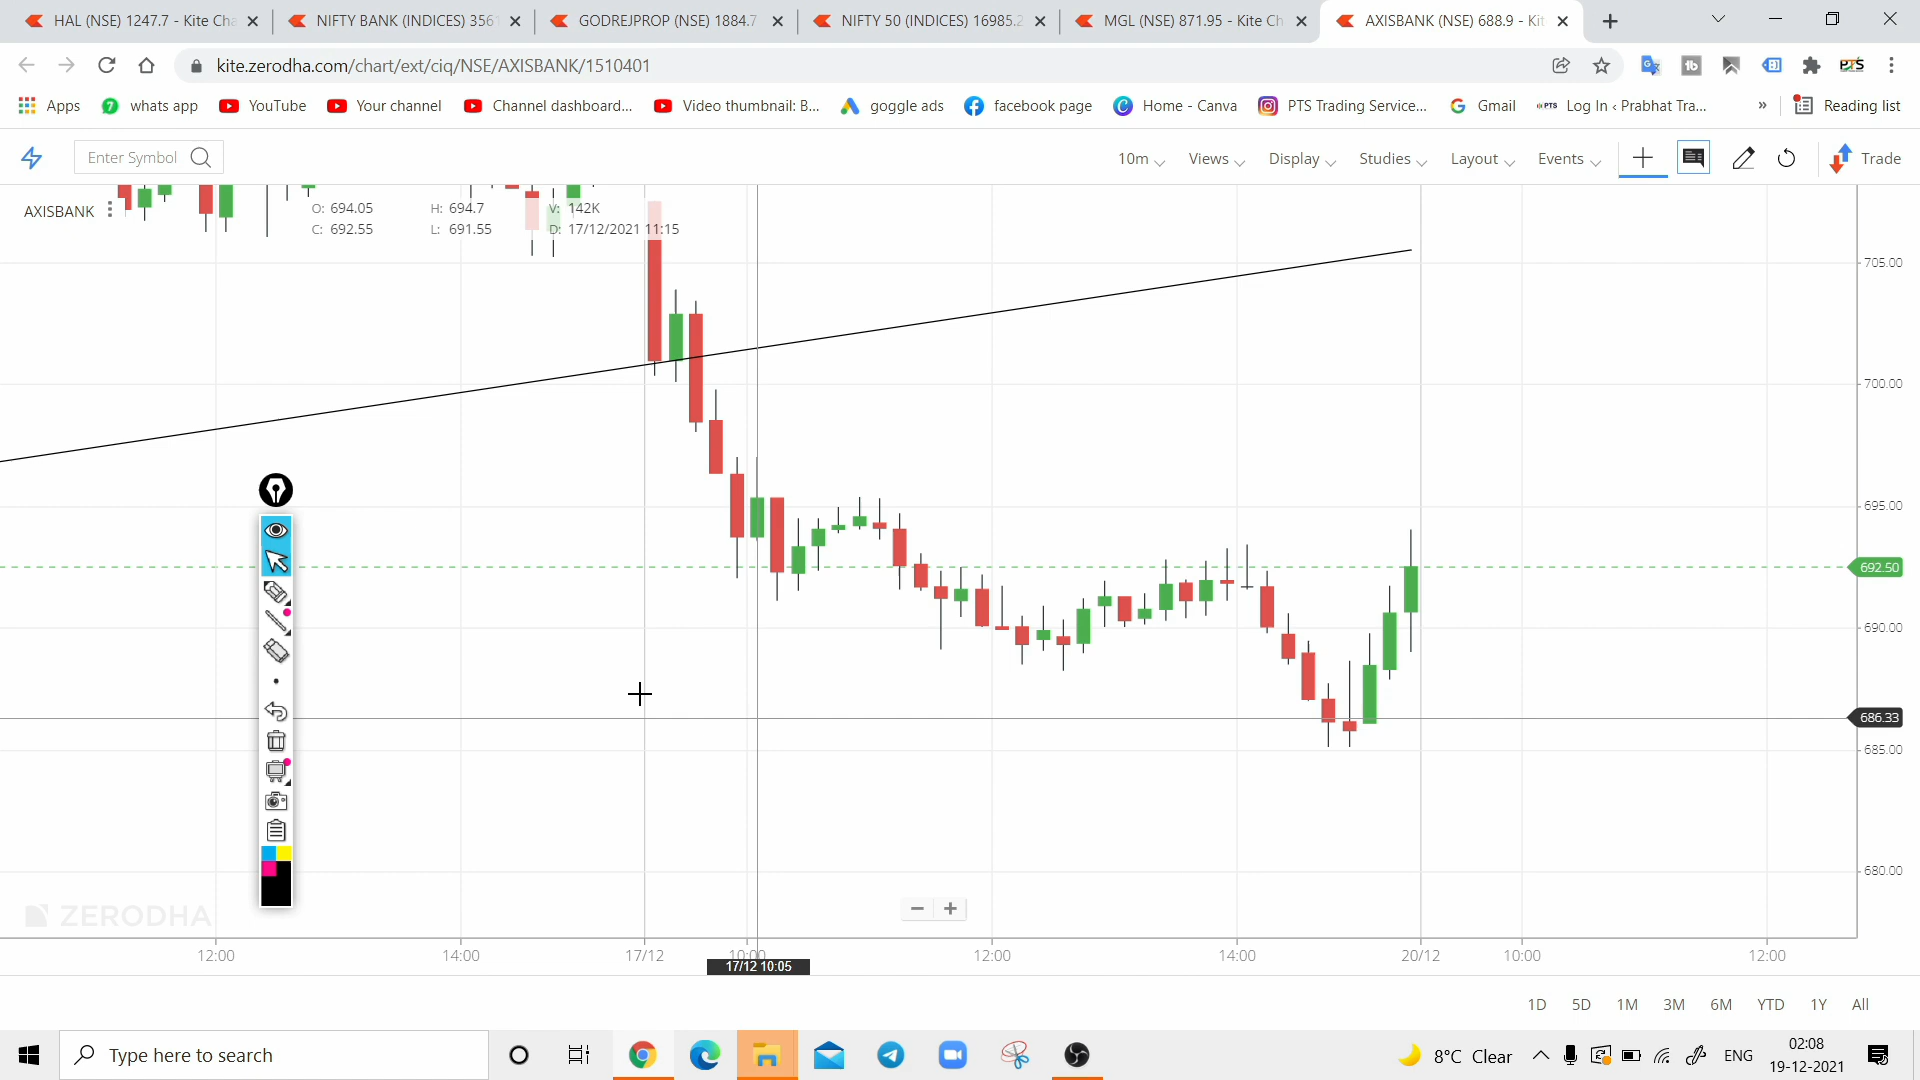 HAL (NSE) 1247.7 - Kite Cha
NIFTY BANK (INDICES) 3561
GODREJPROP (NSE) 1884.7
NIFTY 50 (INDICES) 16985.2
MGL (NSE) 871.95 - Kite Ch
AXISBANK (NSE) 688.9 - Kit
kite.zerodha.com/chart/ext/ciq/NSE/AXISBANK/1510401
PTS
Apps
whats app
YouTube
Your channel
Channel dashboard...
Video thumbnail: B...
goggle ads
facebook page
Home - Canva
PTS Trading Service...
Gmail
Log In ‹ Prabhat Tra...
»
Reading list
Enter Symbol
10m
Views
Display
Studies
Layout
Events
Trade
AXISBANK
O: 694.05 H: 694.7 V: 142K
C: 692.55 L: 691.55 D: 17/12/2021 11:15
705.00
700.00
695.00
692.50
690.00
686.33
685.00
680.00
ZERODHA
12:00 14:00 17/12 10:00 12:00 14:00 20/12 10:00 12:00
17/12 10:05
1D 5D 1M 3M 6M YTD 1Y All
Type here to search
8°C Clear
ENG
02:08
19-12-2021